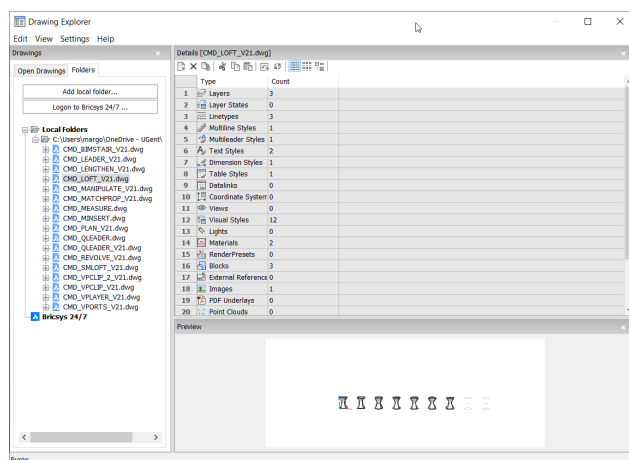 Drawing Explorer
Edit View Settings Help
Drawings
Open Drawings Folders
Add local folder...
Logon to Bricsys 24/7 ...
Local Folders
C:\Users\margo\OneDrive - UGent\
CMD_BIMSTAIR_V21.dwg
CMD_LEADER_V21.dwg
CMD_LENGTHEN_V21.dwg
CMD_LOFT_V21.dwg
CMD_MANIPULATE_V21.dwg
CMD_MATCHPROP_V21.dwg
CMD_MEASURE.dwg
CMD_MINSERT.dwg
CMD_PLAN_V21.dwg
CMD_QLEADER.dwg
CMD_QLEADER_V21.dwg
CMD_REVOLVE_V21.dwg
CMD_SMLOFT_V21.dwg
CMD_VPCLIP_2_V21.dwg
CMD_VPCLIP_V21.dwg
CMD_VPLAYER_V21.dwg
CMD_VPORTS_V21.dwg
Bricsys 24/7
Details [CMD_LOFT_V21.dwg]
Type Count
1 Layers 3
2 Layer States 0
3 Linetypes 3
4 Multiline Styles 1
5 Multileader Styles 1
6 Text Styles 2
7 Dimension Styles 1
8 Table Styles 1
9 Datalinks 0
10 Coordinate System 0
11 Views 0
12 Visual Styles 12
13 Lights 0
14 Materials 2
15 RenderPresets 0
16 Blocks 3
17 External Reference 0
18 Images 1
19 PDF Underlays 0
20 Point Clouds 0
Preview
Purge